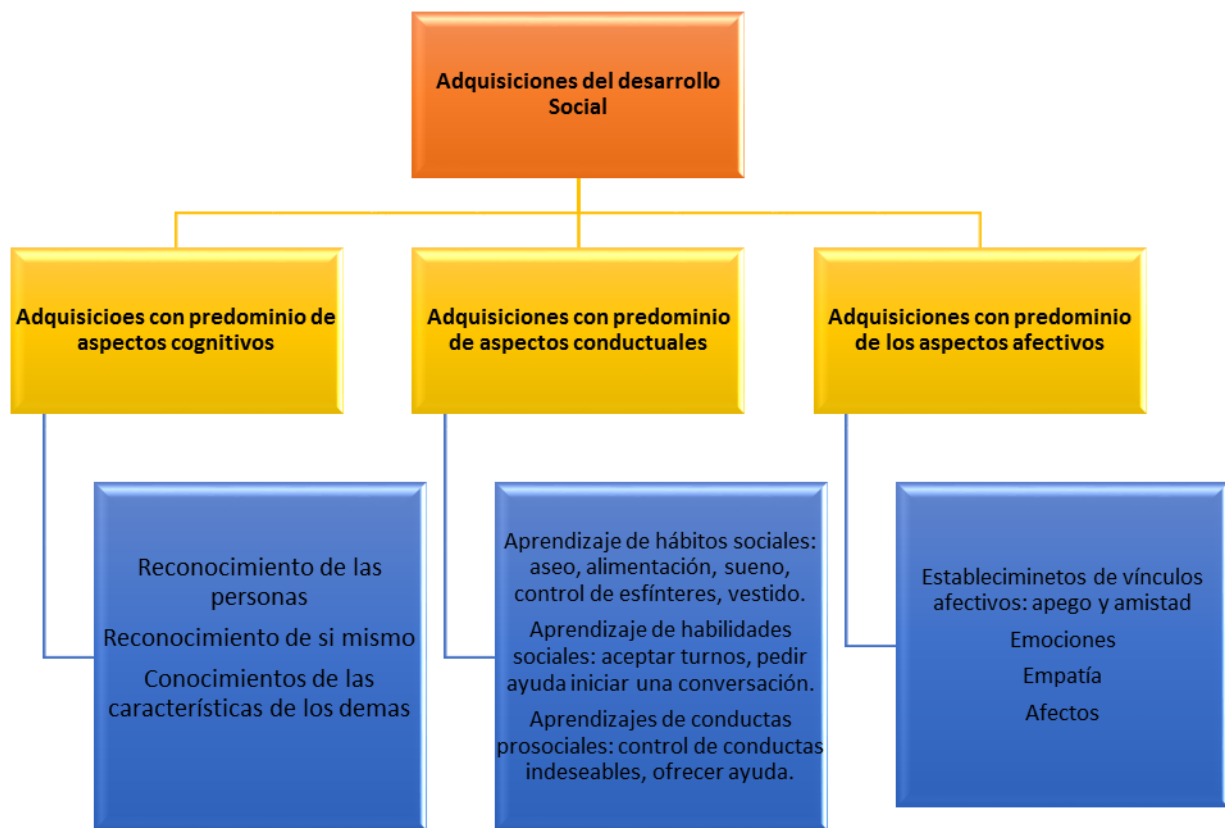 Adquisiciones del desarrollo
Social
Adquisicioes con predominio de
aspectos cognitivos
Adquisiciones con predominio
de aspectos conductuales
Adquisiciones con predominio
de los aspectos afectivos
Reconocimiento de las
personas
Reconocimiento de si mismo
Conocimientos de las
características de los demas
Aprendizaje de hábitos sociales:
aseo, alimentación, sueno,
control de esfínteres, vestido.
Aprendizaje de habilidades
sociales: aceptar turnos, pedir
ayuda iniciar una conversación.
Aprendizajes de conductas
prosociales: control de conductas
indeseables, ofrecer ayuda.
Estableciminetos de vínculos
afectivos: apego y amistad
Emociones
Empatía
Afectos